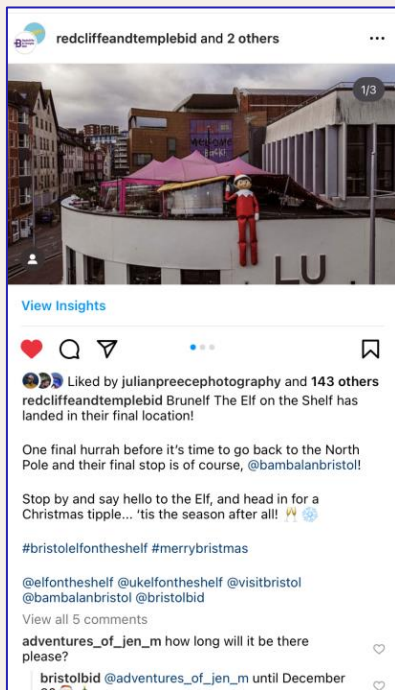 redcliffeandtemplebid and 2 others
1/3
WELCOME
BACK!
LU
View Insights
Liked by julianpreecephotography and 143 others
redcliffeandtemplebid Brunelf The Elf on the Shelf has
landed in their final location!
One final hurrah before it's time to go back to the North
Pole and their final stop is of course, @bambalanbristol!
Stop by and say hello to the Elf, and head in for a
Christmas tipple... 'tis the season after all! 🥂 ❄️
#bristolelfontheshelf #merrybristmas
@elfontheshelf @ukelfontheshelf @visitbristol
@bambalanbristol @bristolbid
View all 5 comments
adventures_of_jen_m how long will it be there
please?
bristolbid @adventures_of_jen_m until December